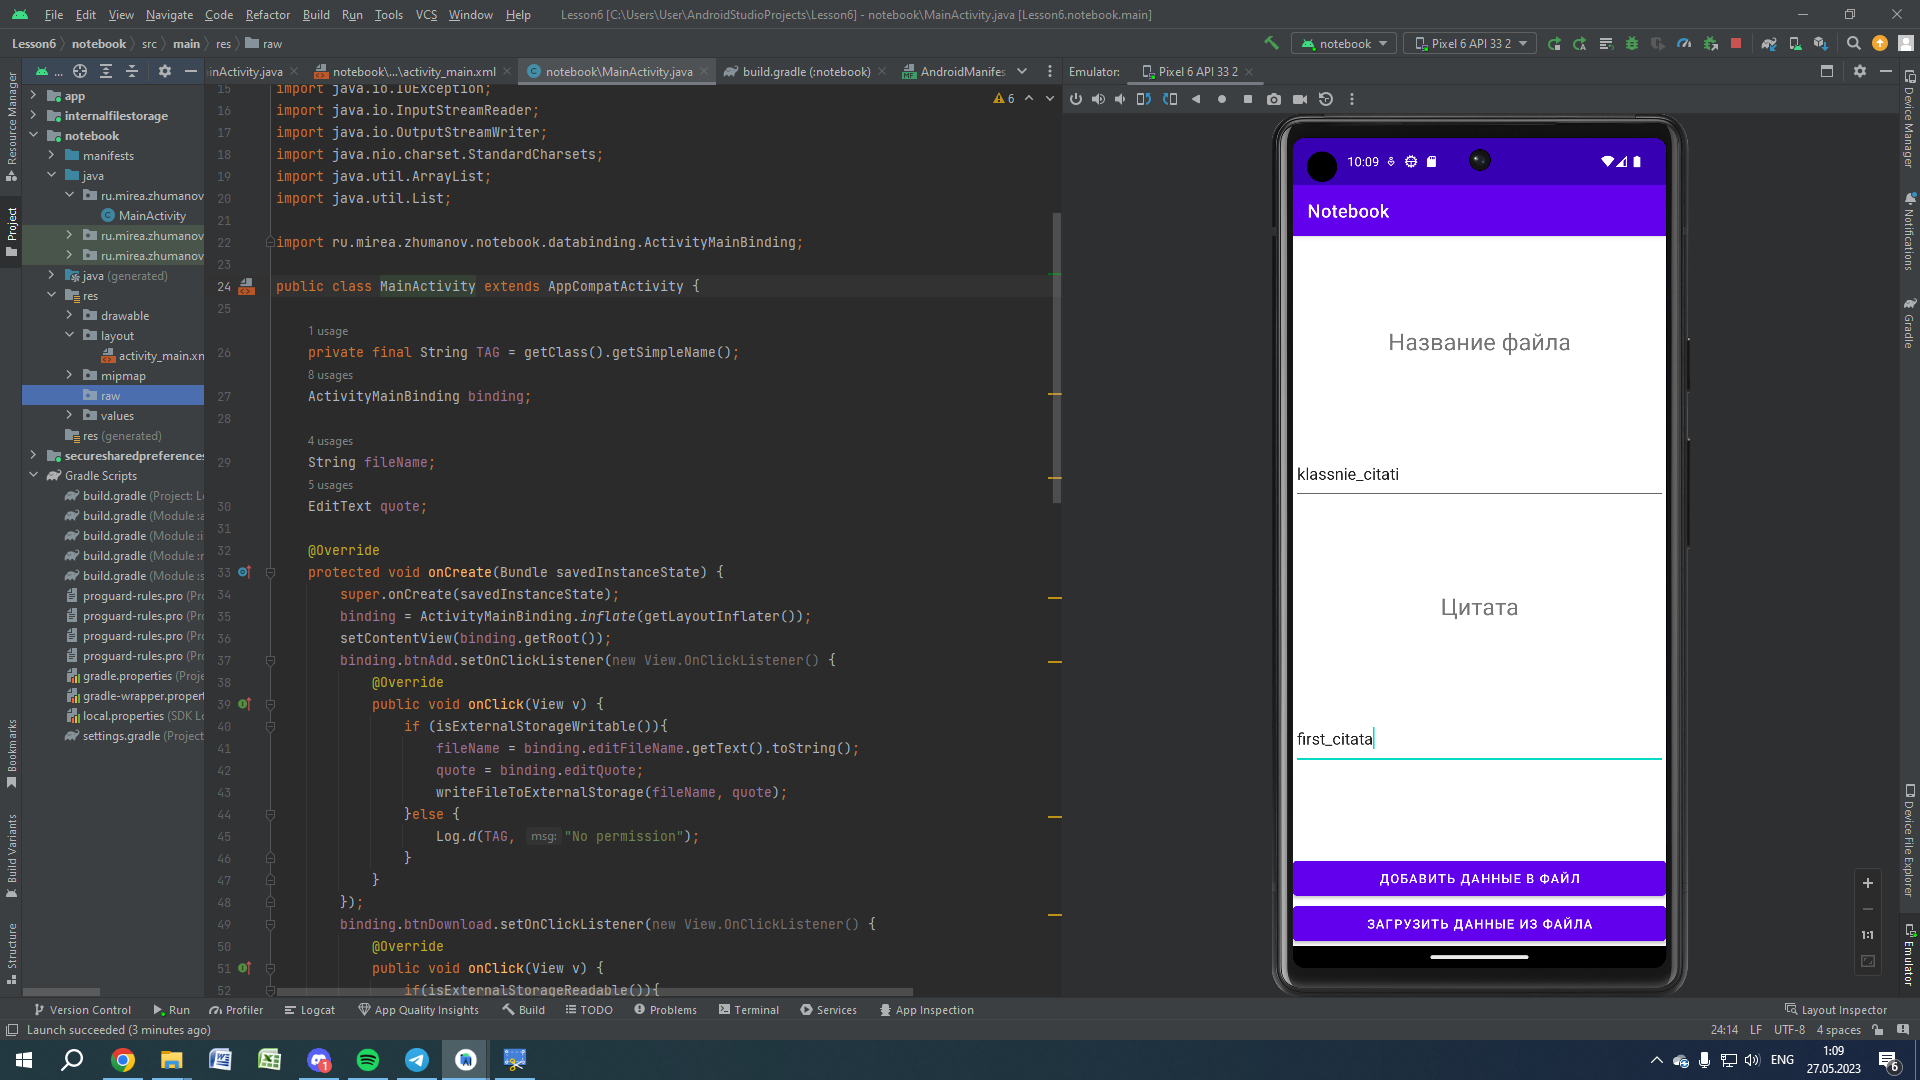 File Edit View Navigate Code Refactor Build Run Tools VCS Window Help Lesson6 [C:\Users\User\AndroidStudioProjects\Lesson6] - notebook\MainActivity.java [Lesson6.notebook.main]
Lesson6 notebook src main res raw
notebook Pixel 6 API 33 2
... inActivity.java notebook\...\activity_main.xml notebook\MainActivity.java build.gradle (:notebook) AndroidManifes Emulator: Pixel 6 API 33 2
Resource Manager
Project
Bookmarks
Build Variants
Structure
app
internalfilestorage
notebook
manifests
java
ru.mirea.zhumanov
MainActivity
ru.mirea.zhumanov
ru.mirea.zhumanov
java (generated)
res
drawable
layout
activity_main.xm
mipmap
raw
values
res (generated)
securesharedpreferences
Gradle Scripts
build.gradle (Project: Le
build.gradle (Module :a
build.gradle (Module :i
build.gradle (Module :r
build.gradle (Module :s
proguard-rules.pro (Pr
proguard-rules.pro (Pr
proguard-rules.pro (Pr
proguard-rules.pro (Pr
gradle.properties (Proje
gradle-wrapper.propert
local.properties (SDK Lo
settings.gradle (Project
6
15 import java.io.IOException;
16 import java.io.InputStreamReader;
17 import java.io.OutputStreamWriter;
18 import java.nio.charset.StandardCharsets;
19 import java.util.ArrayList;
20 import java.util.List;
21
22 import ru.mirea.zhumanov.notebook.databinding.ActivityMainBinding;
23
24 public class MainActivity extends AppCompatActivity {
25
1 usage
26 private final String TAG = getClass().getSimpleName();
8 usages
27 ActivityMainBinding binding;
28
4 usages
29 String fileName;
5 usages
30 EditText quote;
31
32 @Override
33 protected void onCreate(Bundle savedInstanceState) {
34 super.onCreate(savedInstanceState);
35 binding = ActivityMainBinding.inflate(getLayoutInflater());
36 setContentView(binding.getRoot());
37 binding.btnAdd.setOnClickListener(new View.OnClickListener() {
38 @Override
39 public void onClick(View v) {
40 if (isExternalStorageWritable()){
41 fileName = binding.editFileName.getText().toString();
42 quote = binding.editQuote;
43 writeFileToExternalStorage(fileName, quote);
44 }else {
45 Log.d(TAG, msg: "No permission");
46 }
47 }
48 });
49 binding.btnDownload.setOnClickListener(new View.OnClickListener() {
50 @Override
51 public void onClick(View v) {
52 if(isExternalStorageReadable()){
10:09
Notebook
Название файла
klassnie_citati
Цитата
first_citata
ДОБАВИТЬ ДАННЫЕ В ФАЙЛ
ЗАГРУЗИТЬ ДАННЫЕ ИЗ ФАЙЛА
1:1
Device Manager
Notifications
Gradle
Device File Explorer
Emulator
Version Control Run Profiler Logcat App Quality Insights Build TODO Problems Terminal Services App Inspection Layout Inspector
Launch succeeded (3 minutes ago) 24:14 LF UTF-8 4 spaces
1 ENG 1:09
27.05.2023 6